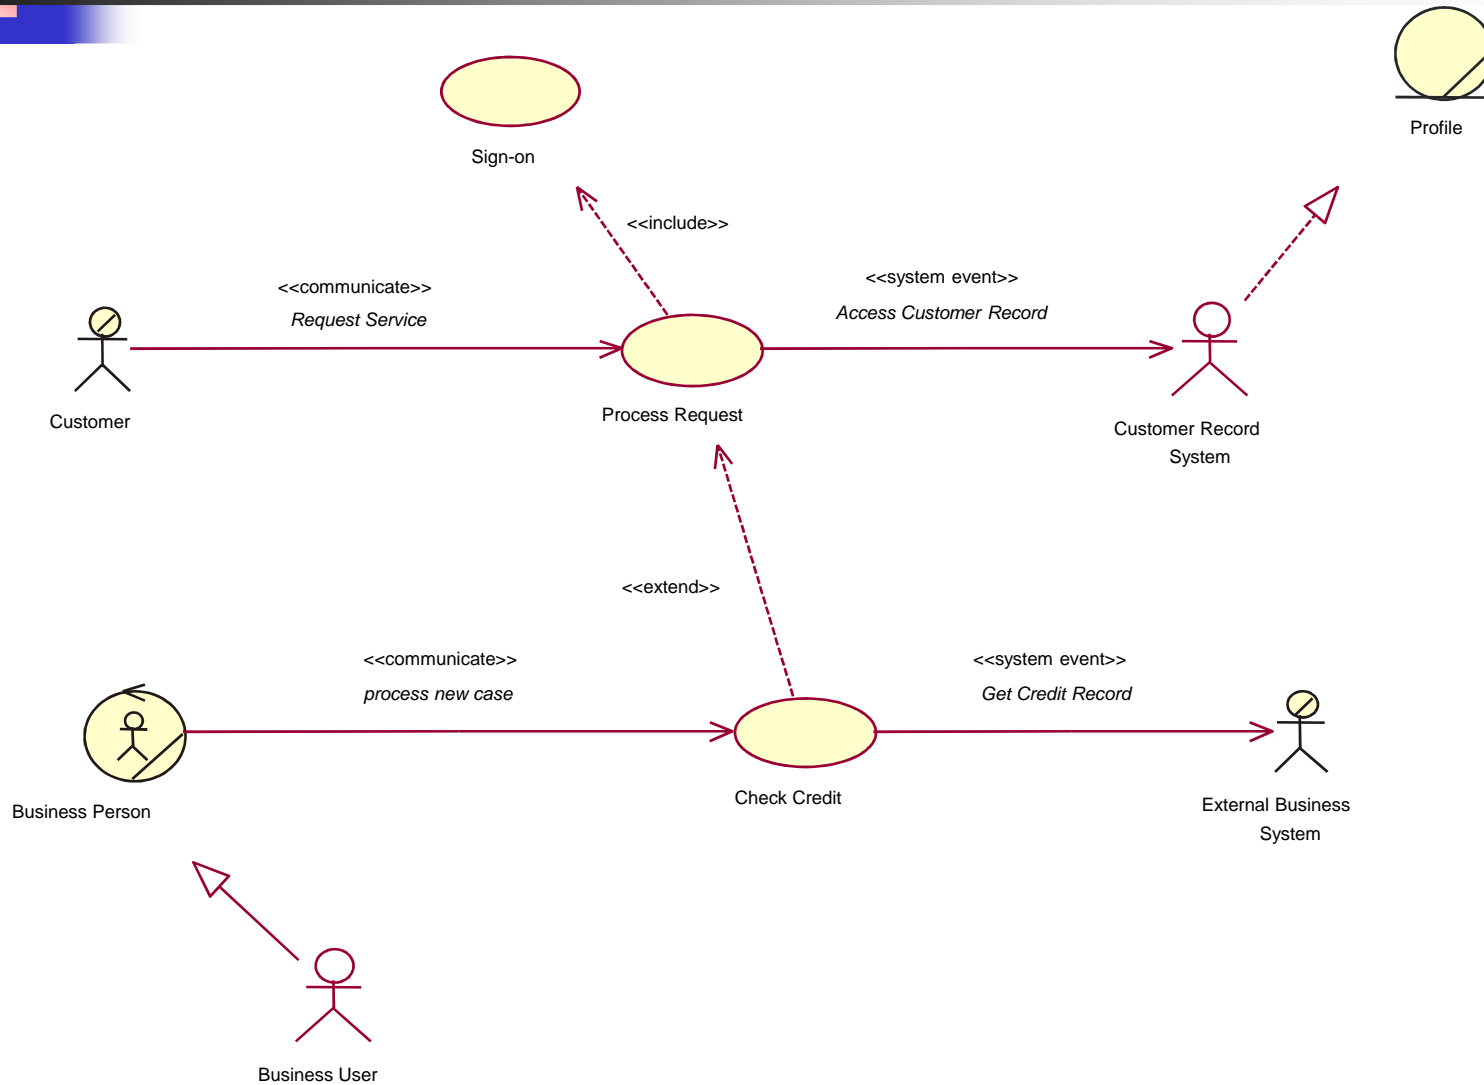 Profile
Sign-on
<<include>>
<<communicate>>
Request Service
<<system event>>
Access Customer Record
Customer
Process Request
Customer Record
System
<<extend>>
<<communicate>>
process new case
<<system event>>
Get Credit Record
Business Person
Check Credit
External Business
System
Business User